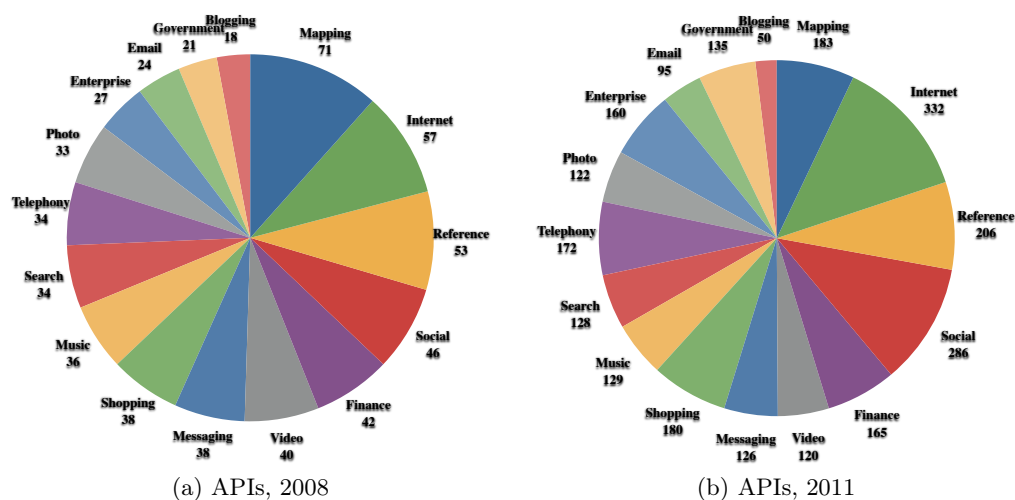 Mapping
71
Internet
57
Reference
53
Social
46
Finance
42
Video
40
Messaging
38
Shopping
38
Music
36
Search
34
Telephony
34
Photo
33
Enterprise
27
Email
24
Government
21
Blogging
18
(a) APIs, 2008
Mapping
183
Internet
332
Reference
206
Social
286
Finance
165
Video
120
Messaging
126
Shopping
180
Music
129
Search
128
Telephony
172
Photo
122
Enterprise
160
Email
95
Government
135
Blogging
50
(b) APIs, 2011